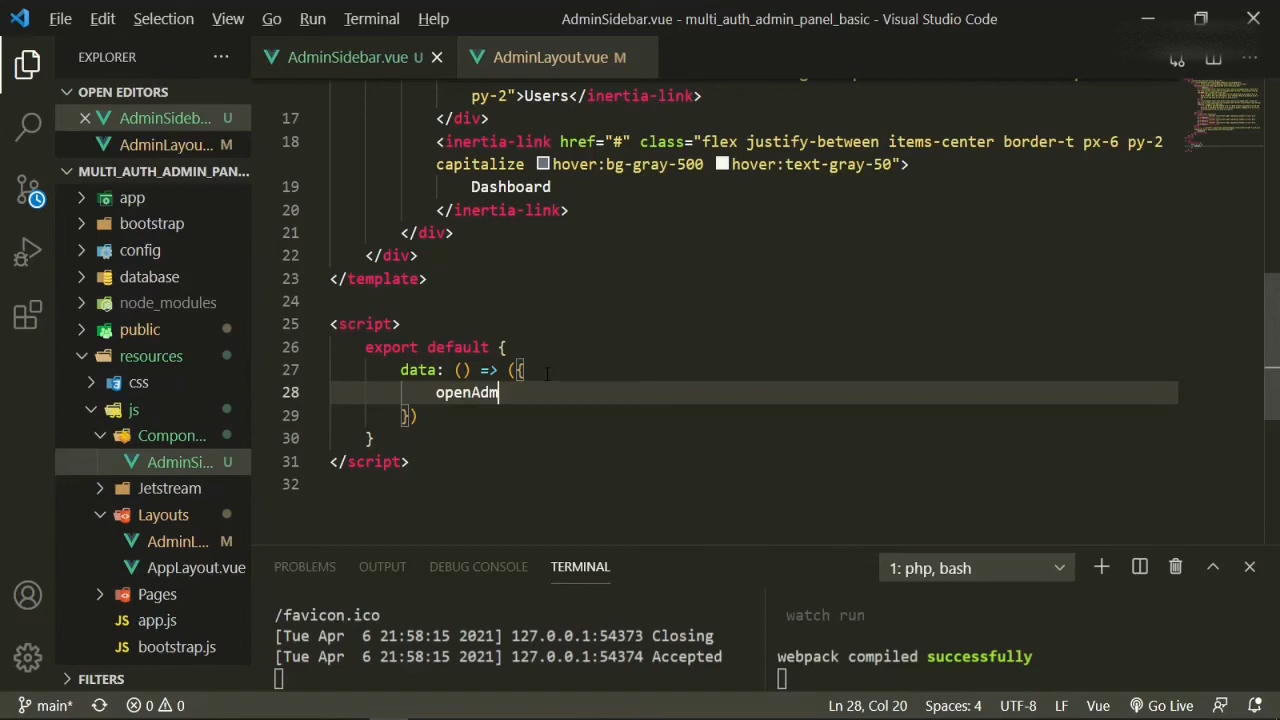 File Edit Selection View Go Run Terminal Help AdminSidebar.vue - multi_auth_admin_panel_basic - Visual Studio Code
EXPLORER
AdminSidebar.vue U
AdminLayout.vue M
OPEN EDITORS
AdminSideb... U
AdminLayou... M
MULTI_AUTH_ADMIN_PAN...
app
bootstrap
config
database
node_modules
public
resources
css
js
Compon...
AdminSi... U
Jetstream
Layouts
AdminL... M
AppLayout.vue
Pages
JS app.js
JS bootstrap.js
FILTERS
py-2">Users</inertia-link>
17 </div>
18 <inertia-link href="#" class="flex justify-between items-center border-t px-6 py-2
capitalize hover:bg-gray-500 hover:text-gray-50">
19 Dashboard
20 </inertia-link>
21 </div>
22 </div>
23 </template>
24
25 <script>
26 export default {
27 data: () => ({
28 openAdm
29 })
30 }
31 </script>
32
PROBLEMS OUTPUT DEBUG CONSOLE TERMINAL 1: php, bash
/favicon.ico
[Tue Apr 6 21:58:15 2021] 127.0.0.1:54373 Closing
[Tue Apr 6 21:58:15 2021] 127.0.0.1:54374 Accepted
watch run
webpack compiled successfully
main* 0 0 Ln 28, Col 20 Spaces: 4 UTF-8 LF Vue Go Live